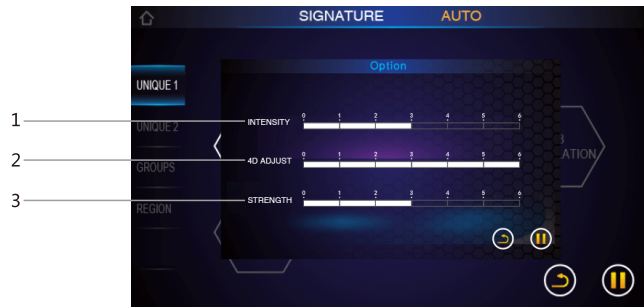 SIGNATURE AUTO
Option
UNIQUE 1
1 INTENSITY 0 1 2 3 4 5 6
UNIQUE 2
2 4D ADJUST 0 1 2 3 4 5 6
GROUPS
ATION
3 STRENGTH 0 1 2 3 4 5 6
REGION